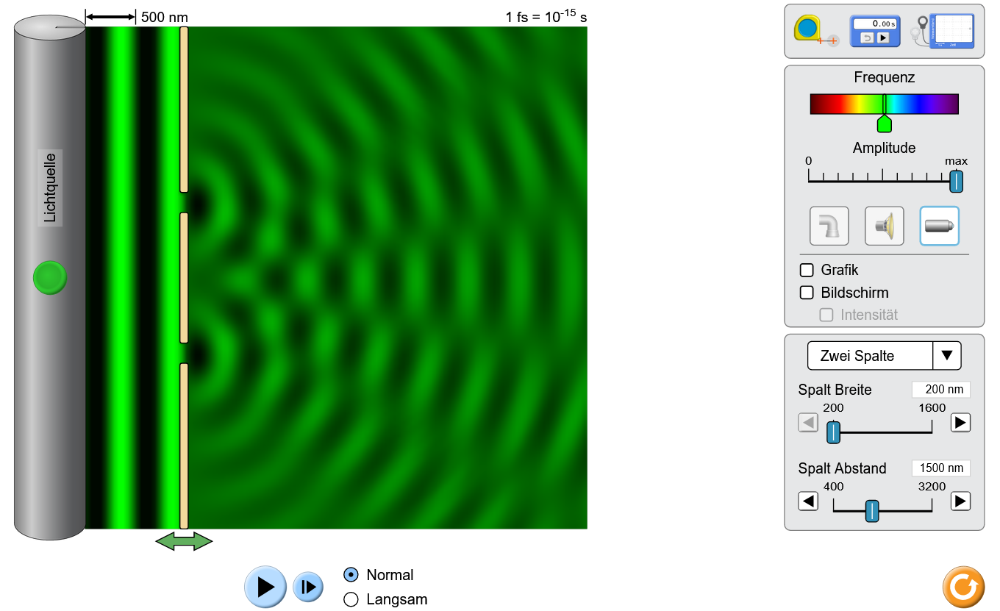 500 nm
1 fs = 10⁻¹⁵ s
Lichtquelle
0.00 s
Frequenz
Amplitude
0 max
Grafik
Bildschirm
Intensität
Zwei Spalte
Spalt Breite 200 nm
200 1600
Spalt Abstand 1500 nm
400 3200
Normal
Langsam